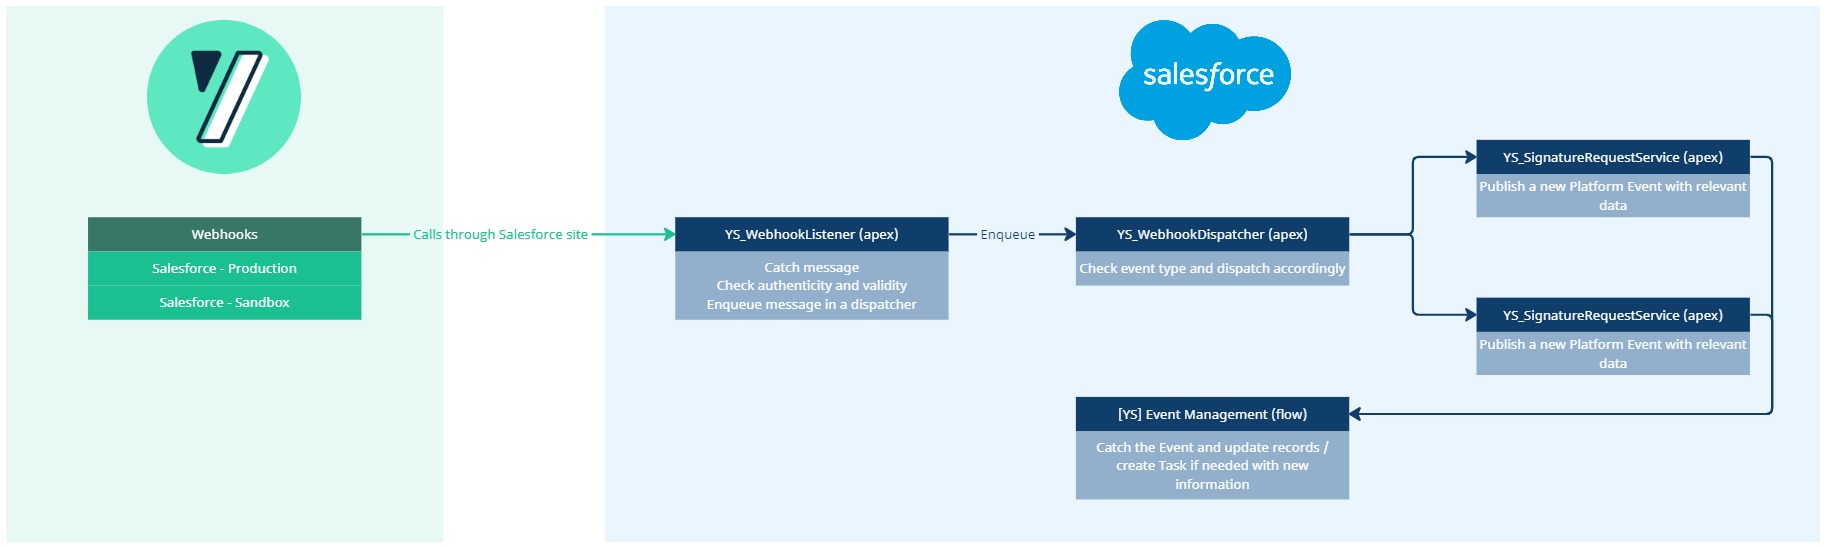 salesforce
Webhooks
Salesforce - Production
Salesforce - Sandbox
Calls through Salesforce site
YS_WebhookListener (apex)
Catch message
Check authenticity and validity
Enqueue message in a dispatcher
Enqueue
YS_WebhookDispatcher (apex)
Check event type and dispatch accordingly
YS_SignatureRequestService (apex)
Publish a new Platform Event with relevant
data
YS_SignatureRequestService (apex)
Publish a new Platform Event with relevant
data
[YS] Event Management (flow)
Catch the Event and update records /
create Task if needed with new
information